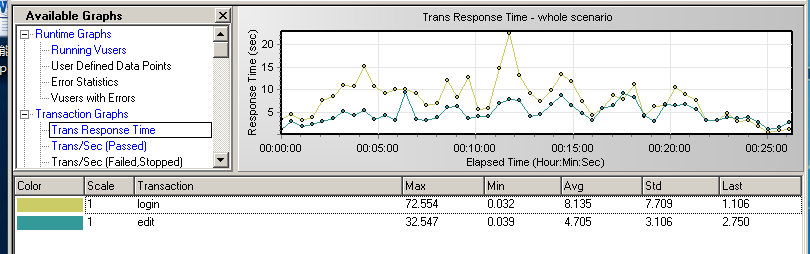 Available Graphs
Runtime Graphs
Running Vusers
User Defined Data Points
Error Statistics
Vusers with Errors
Transaction Graphs
Trans Response Time
Trans/Sec (Passed)
Trans/Sec (Failed,Stopped)
Trans Response Time - whole scenario
Response Time (sec)
20
15
10
5
00:00:00 00:05:00 00:10:00 00:15:00 00:20:00 00:25:00
Elapsed Time (Hour:Min:Sec)
Color Scale Transaction Max Min Avg Std Last
1 login 72.554 0.032 8.135 7.709 1.106
1 edit 32.547 0.039 4.705 3.106 2.750